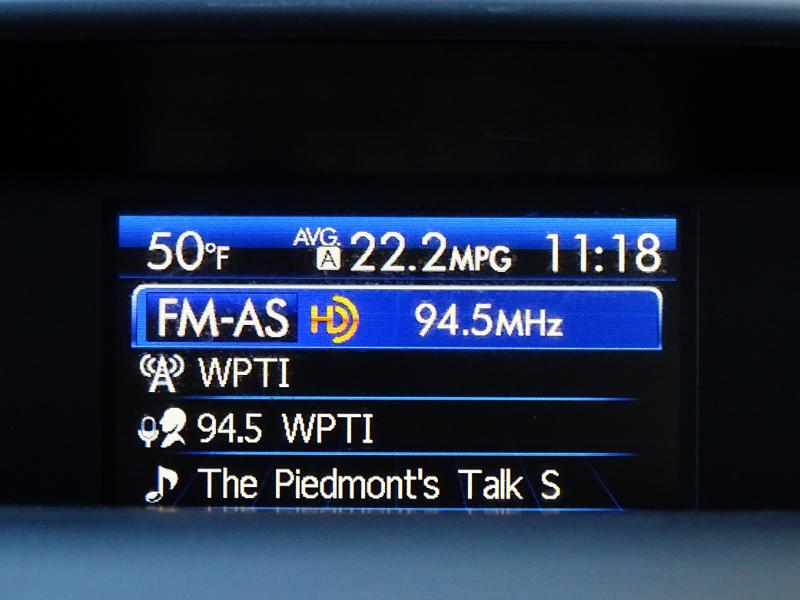 50°F AVG. A 22.2MPG 11:18
FM-AS HD 94.5MHz
WPTI
94.5 WPTI
The Piedmont's Talk S